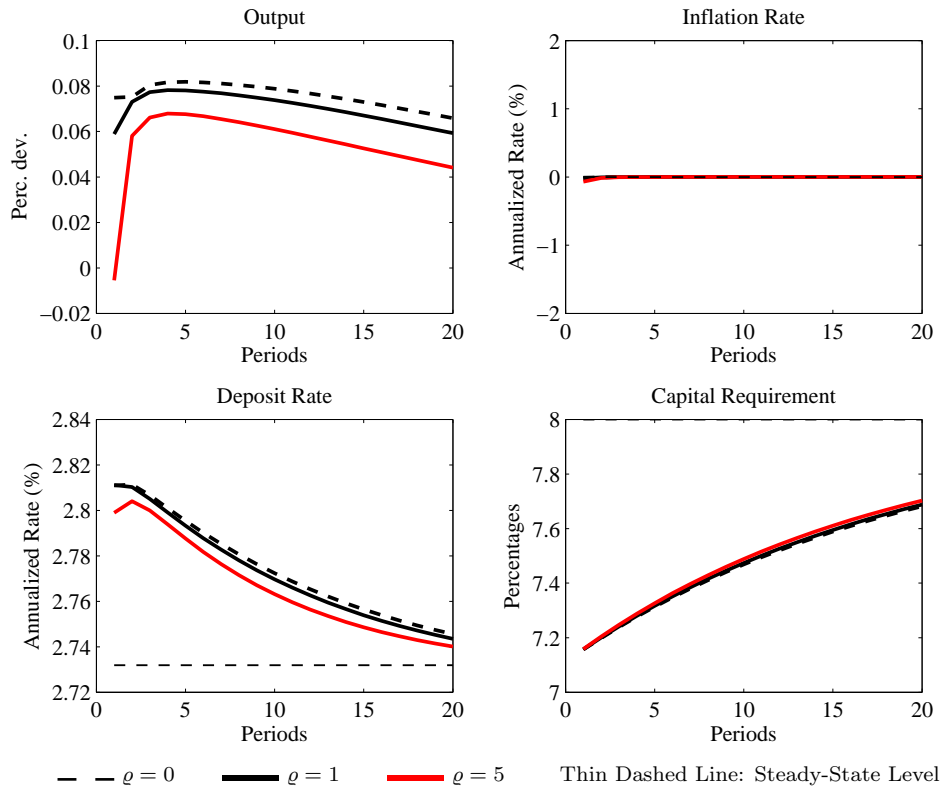 Output
Perc. dev.
0.1
0.08
0.06
0.04
0.02
0
−0.02
0 5 10 15 20
Periods
Inflation Rate
Annualized Rate (%)
2
1
0
−1
−2
0 5 10 15 20
Periods
Deposit Rate
Annualized Rate (%)
2.84
2.82
2.8
2.78
2.76
2.74
2.72
0 5 10 15 20
Periods
Capital Requirement
Percentages
8
7.8
7.6
7.4
7.2
7
0 5 10 15 20
Periods
ϱ = 0 ϱ = 1 ϱ = 5 Thin Dashed Line: Steady-State Level